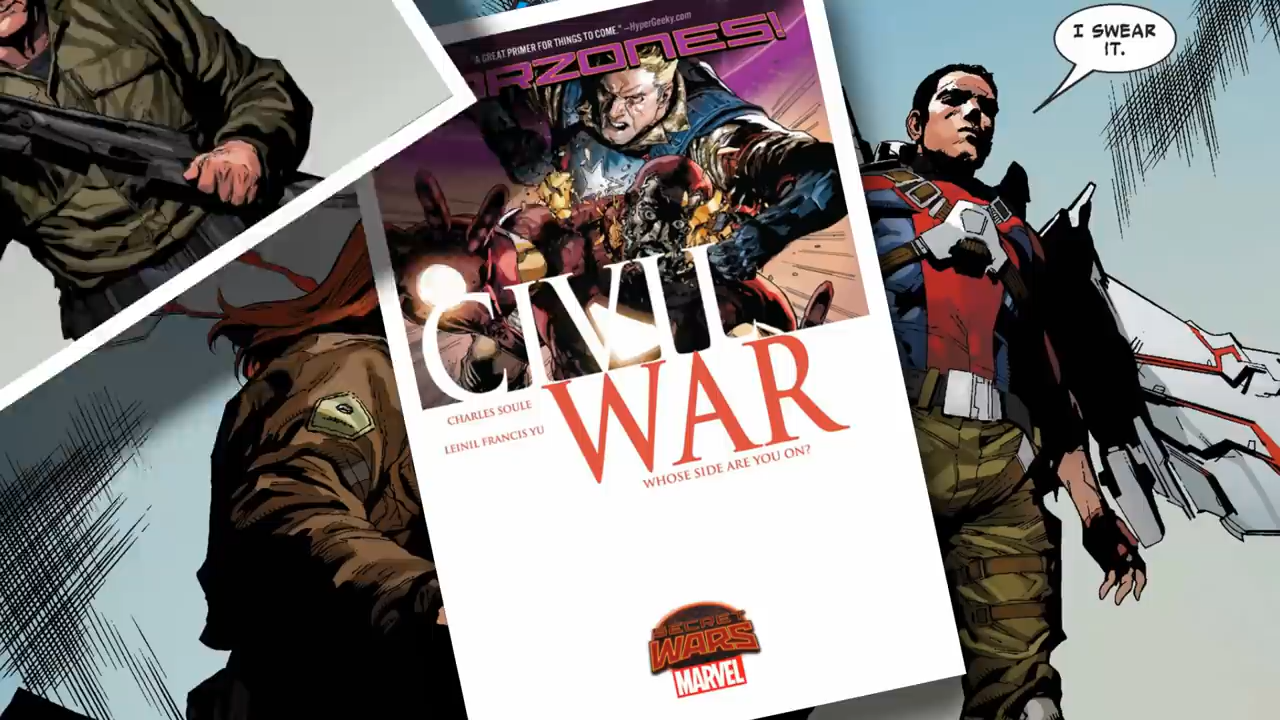 "A GREAT PRIMER FOR THINGS TO COME." —HyperGeeky.com
RZONES!
I SWEAR
IT.
CIVIL
WAR
CHARLES SOULE
LEINIL FRANCIS YU
WHOSE SIDE ARE YOU ON?
SECRET
WARS
MARVEL